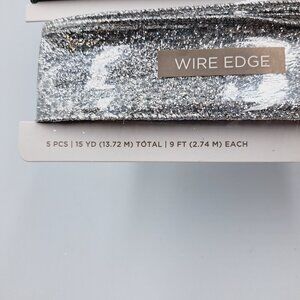 WIRE EDGE
5 PCS | 15 YD (13.72 M) TOTAL | 9 FT (2.74 M) EACH